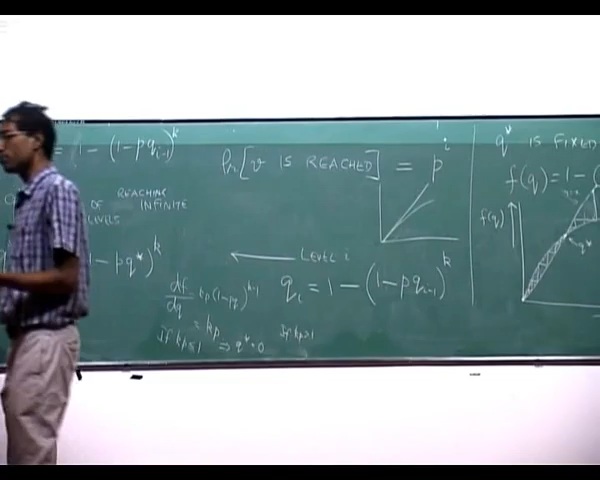 = 1 - (1-pq_{i-1})^k
OF REACHING
INFINITE
LEVELS
1 - pq*)^k
Pr[v IS REACHED] = p^i
LEVEL i
q_i = 1 - (1-pq_{i-1})^k
df/dq = kp(1-pq)^{k-1}
= kp
If kp≤1 ⇒ q*=0
If kp>1
q* IS FIXED
f(q) = 1 -
f(q)
q*